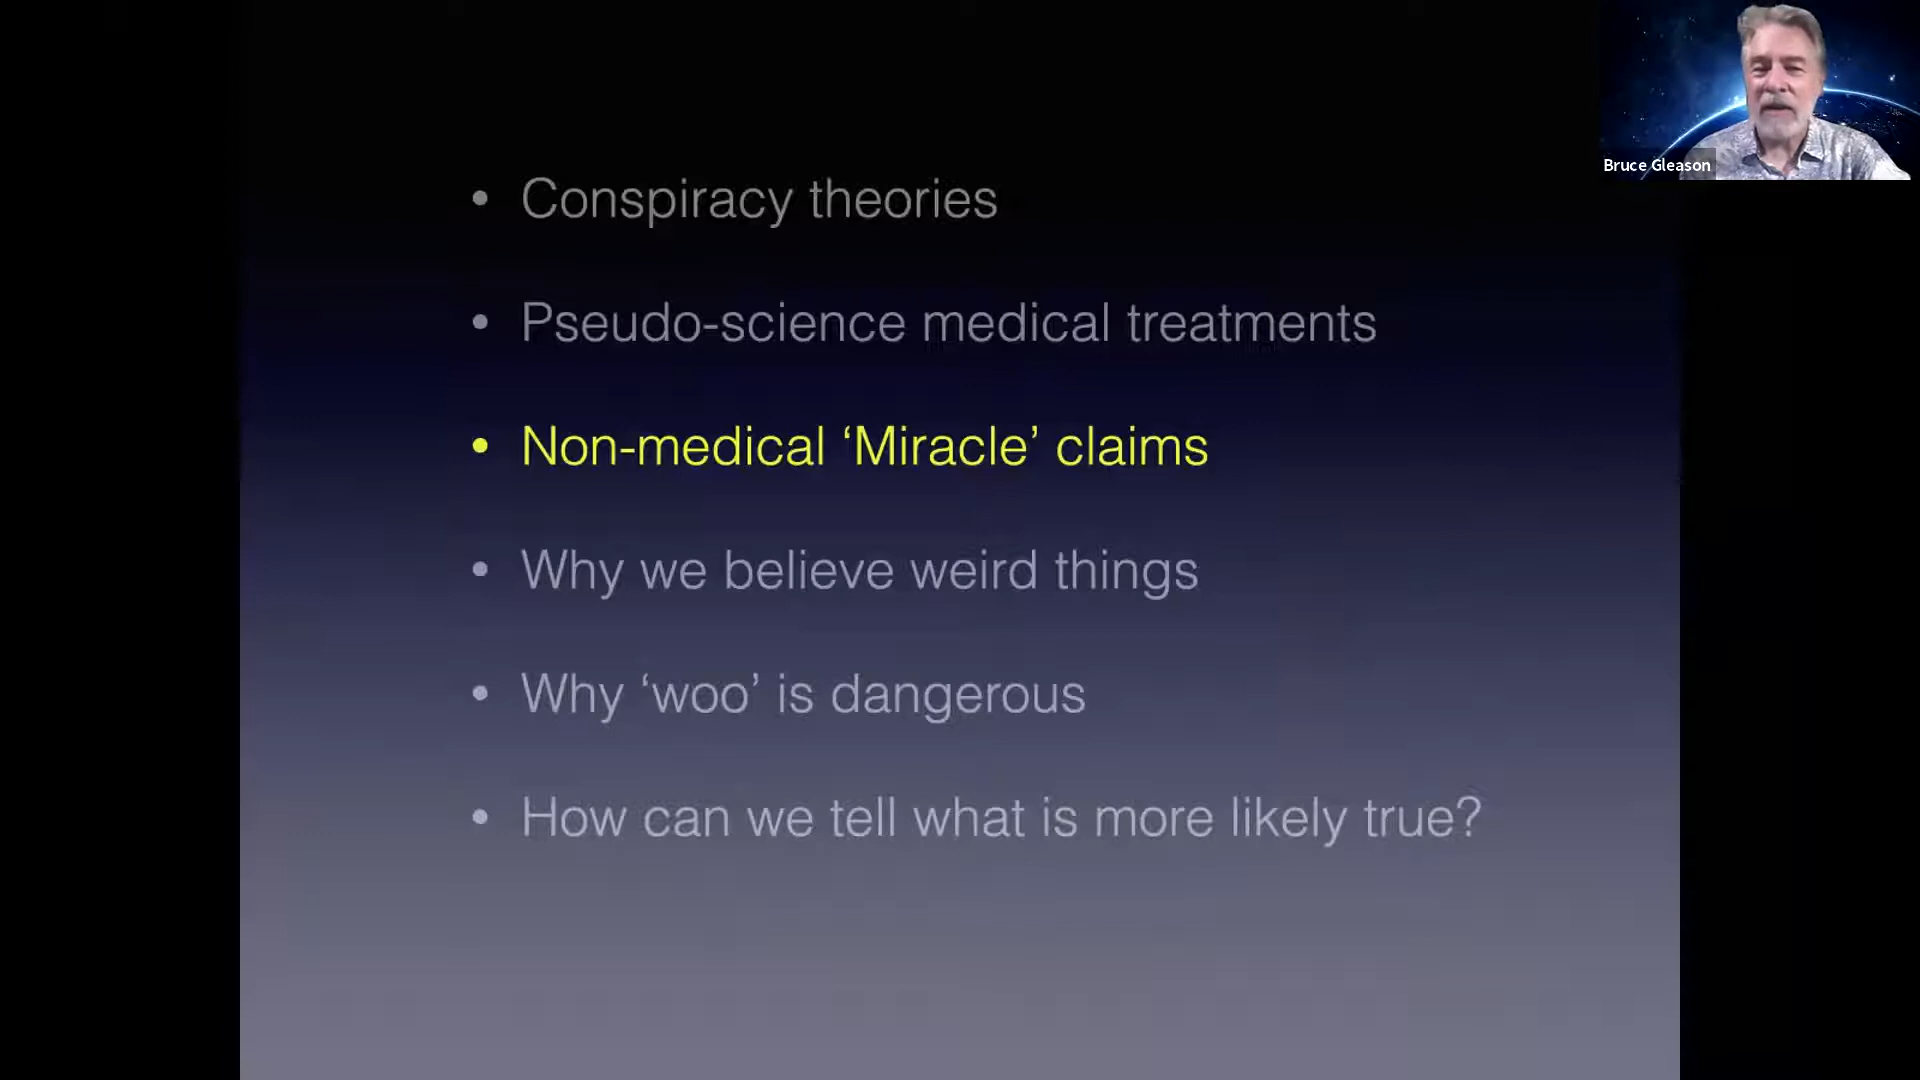 Bruce Gleason
• Conspiracy theories
• Pseudo-science medical treatments
• Non-medical ‘Miracle’ claims
• Why we believe weird things
• Why ‘woo’ is dangerous
• How can we tell what is more likely true?